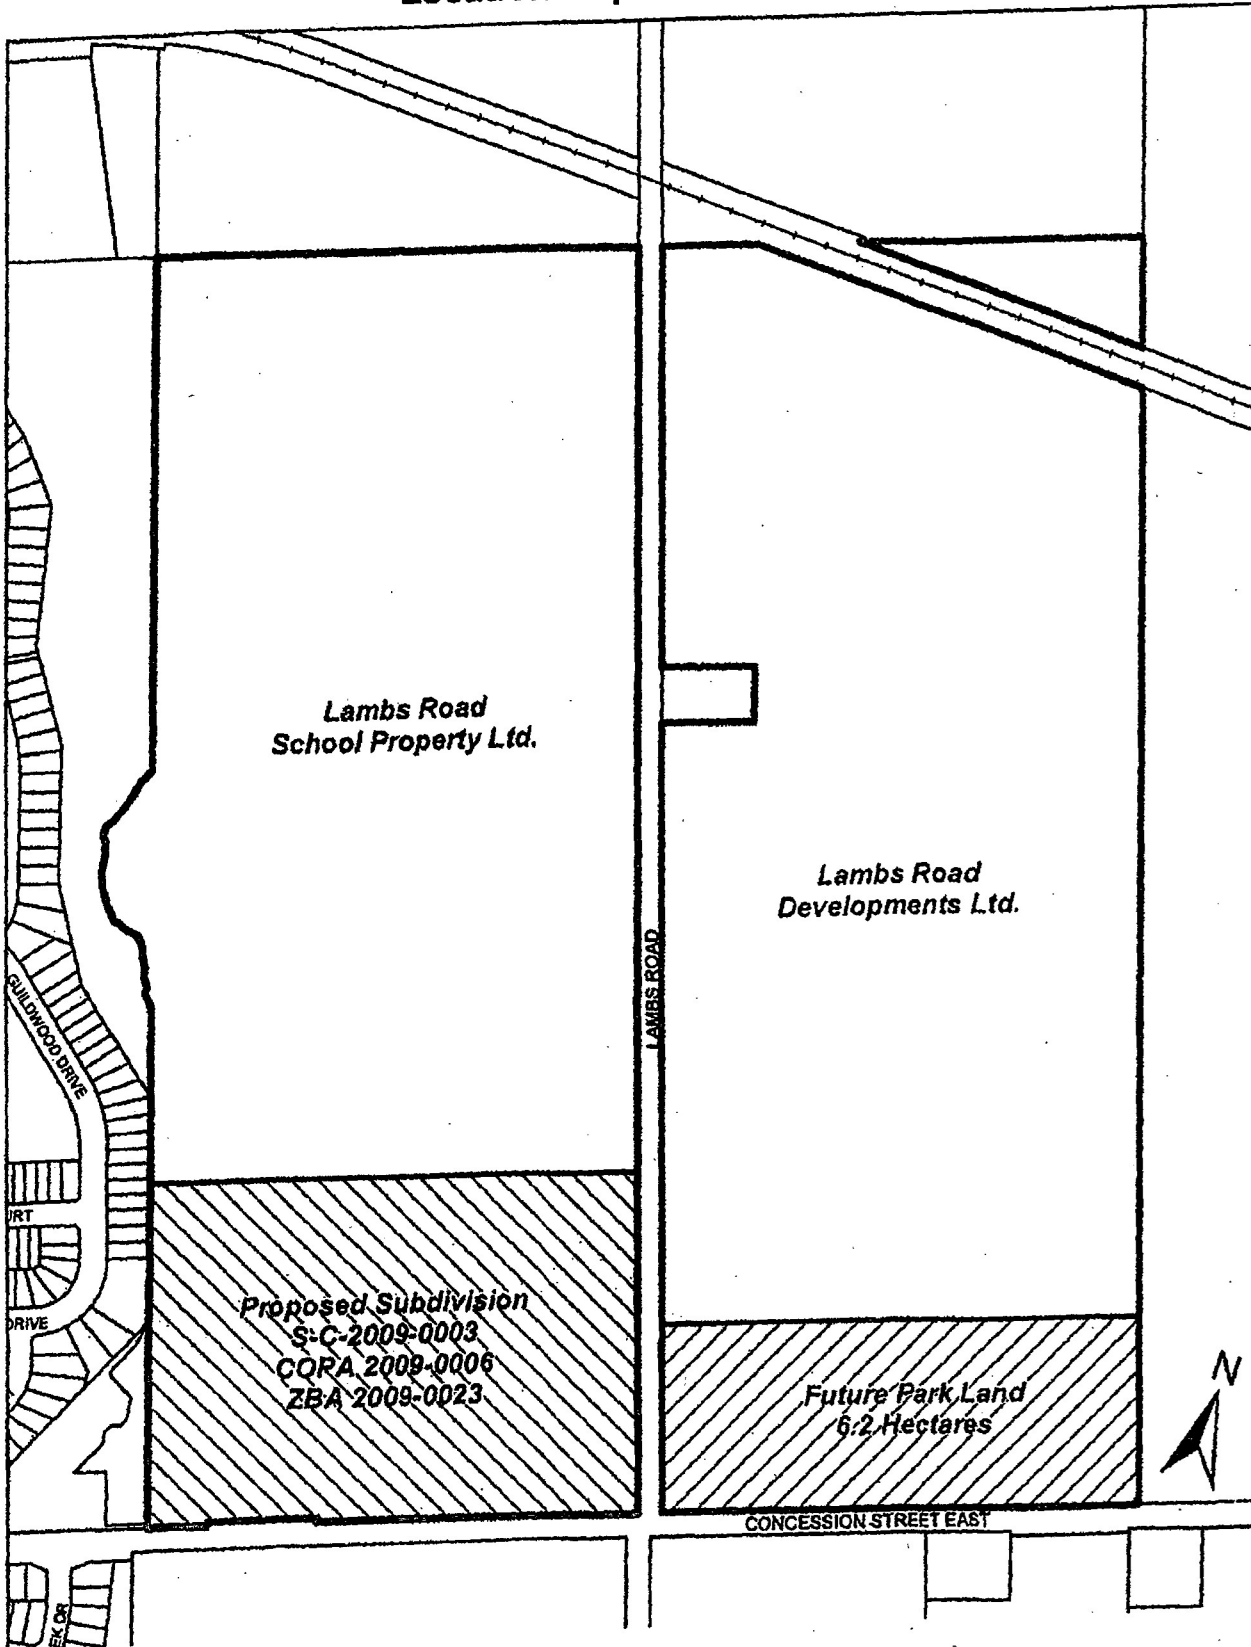 Lambs Road
School Property Ltd.
Lambs Road
Developments Ltd.
LAMBS ROAD
GUILDWOOD DRIVE
DRIVE
Proposed Subdivision
S-C-2009-0003
COPA 2009-0006
ZBA 2009-0023
Future Park Land
6.2 Hectares
N
CONCESSION STREET EAST